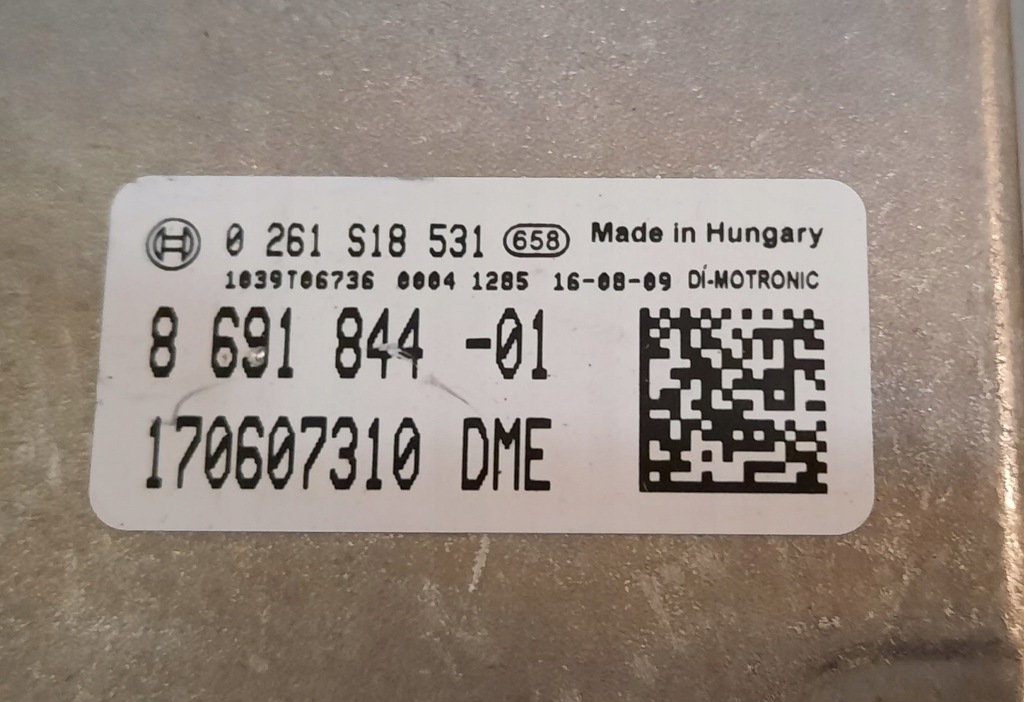 0 261 S18 531 658 Made in Hungary
1039T06736 0004 1285 16-08-09 DI-MOTRONIC
8 691 844 -01
170607310 DME